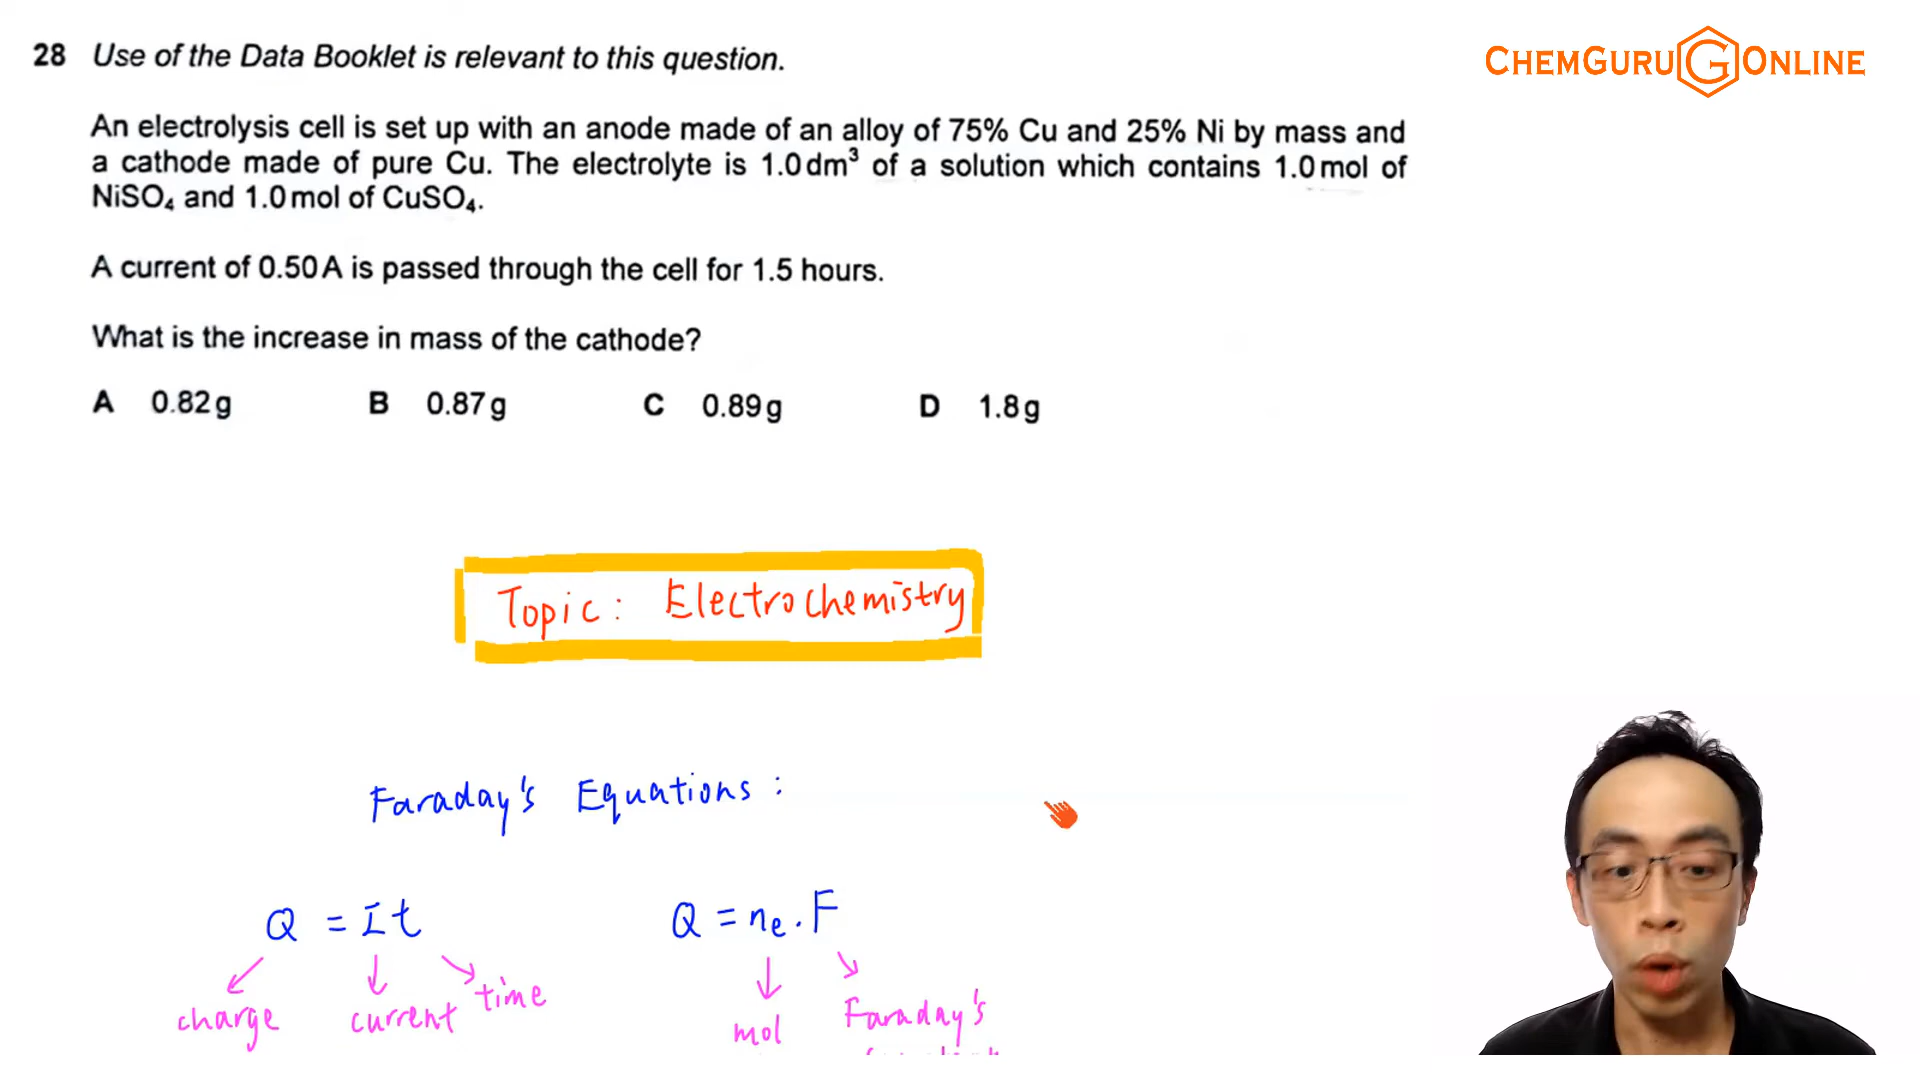 28 Use of the Data Booklet is relevant to this question.
CHEMGURU G ONLINE
An electrolysis cell is set up with an anode made of an alloy of 75% Cu and 25% Ni by mass and
a cathode made of pure Cu. The electrolyte is 1.0 dm³ of a solution which contains 1.0 mol of
NiSO₄ and 1.0 mol of CuSO₄.
A current of 0.50 A is passed through the cell for 1.5 hours.
What is the increase in mass of the cathode?
A 0.82 g B 0.87 g C 0.89 g D 1.8 g
Topic: Electrochemistry
Faraday's Equations:
Q = It Q = nₑ.F
charge current time mol Faraday's